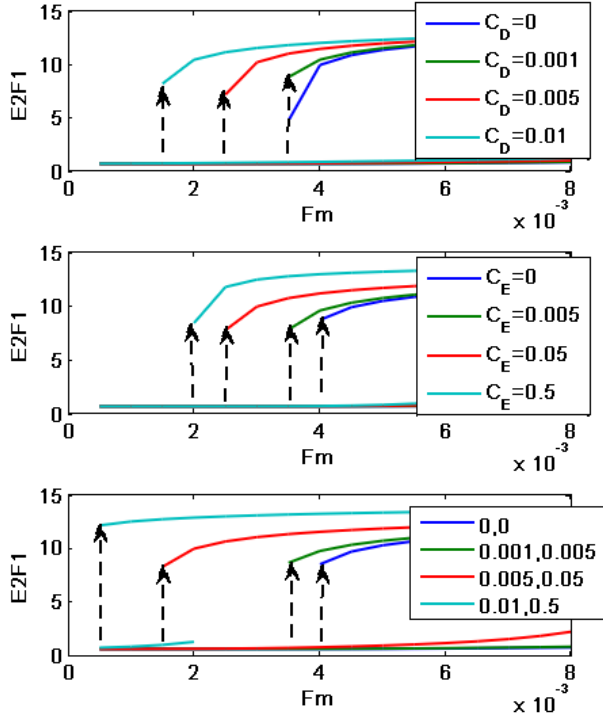 15
10
5
0
E2F1
0
2
4
6
8
Fm
x 10^-3
C_D=0
C_D=0.001
C_D=0.005
C_D=0.01
15
10
5
0
E2F1
0
2
4
6
8
Fm
x 10^-3
C_E=0
C_E=0.005
C_E=0.05
C_E=0.5
15
10
5
0
E2F1
0
2
4
6
8
Fm
x 10^-3
0,0
0.001,0.005
0.005,0.05
0.01,0.5